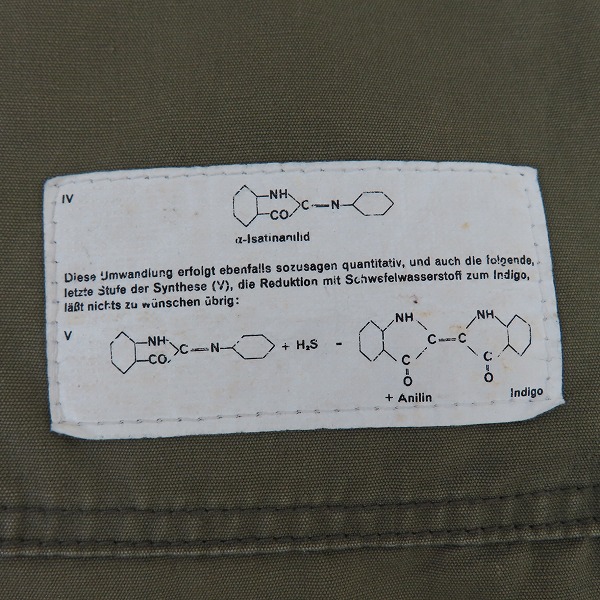 IV
NH
CO
C=N
α-Isatinanilid
Diese Umwandlung erfolgt ebenfalls sozusagen quantitativ, und auch die folgende,
letzte Stufe der Synthese (V), die Reduktion mit Schwefelwasserstoff zum Indigo,
läßt nichts zu wünschen übrig:
V
NH
CO
C=N
+ H₂S
-
NH
C
O
C=C
NH
C
O
+ Anilin
Indigo